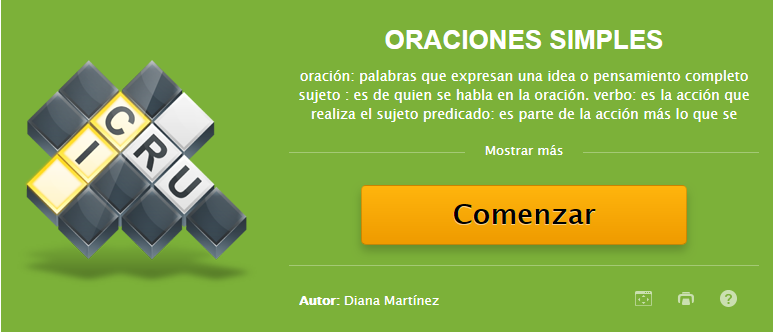 ORACIONES SIMPLES
oración: palabras que expresan una idea o pensamiento completo
sujeto : es de quien se habla en la oración. verbo: es la acción que
realiza el sujeto predicado: es parte de la acción más lo que se
Mostrar más
Comenzar
Autor: Diana Martínez
C
I R
U
?